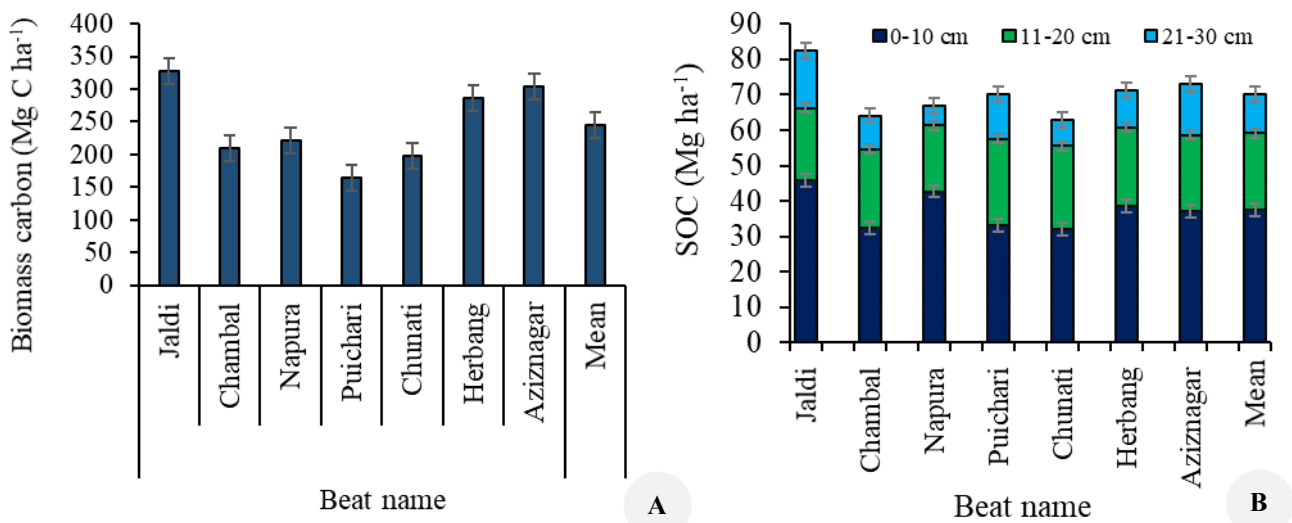 Biomass carbon (Mg C ha⁻¹)
400
350
300
250
200
150
100
50
0
Jaldi
Chambal
Napura
Puichari
Chunati
Herbang
Aziznagar
Mean
Beat name
A
SOC (Mg ha⁻¹)
0-10 cm 11-20 cm 21-30 cm
90
80
70
60
50
40
30
20
10
0
Jaldi
Chambal
Napura
Puichari
Chunati
Herbang
Aziznagar
Mean
Beat name
B